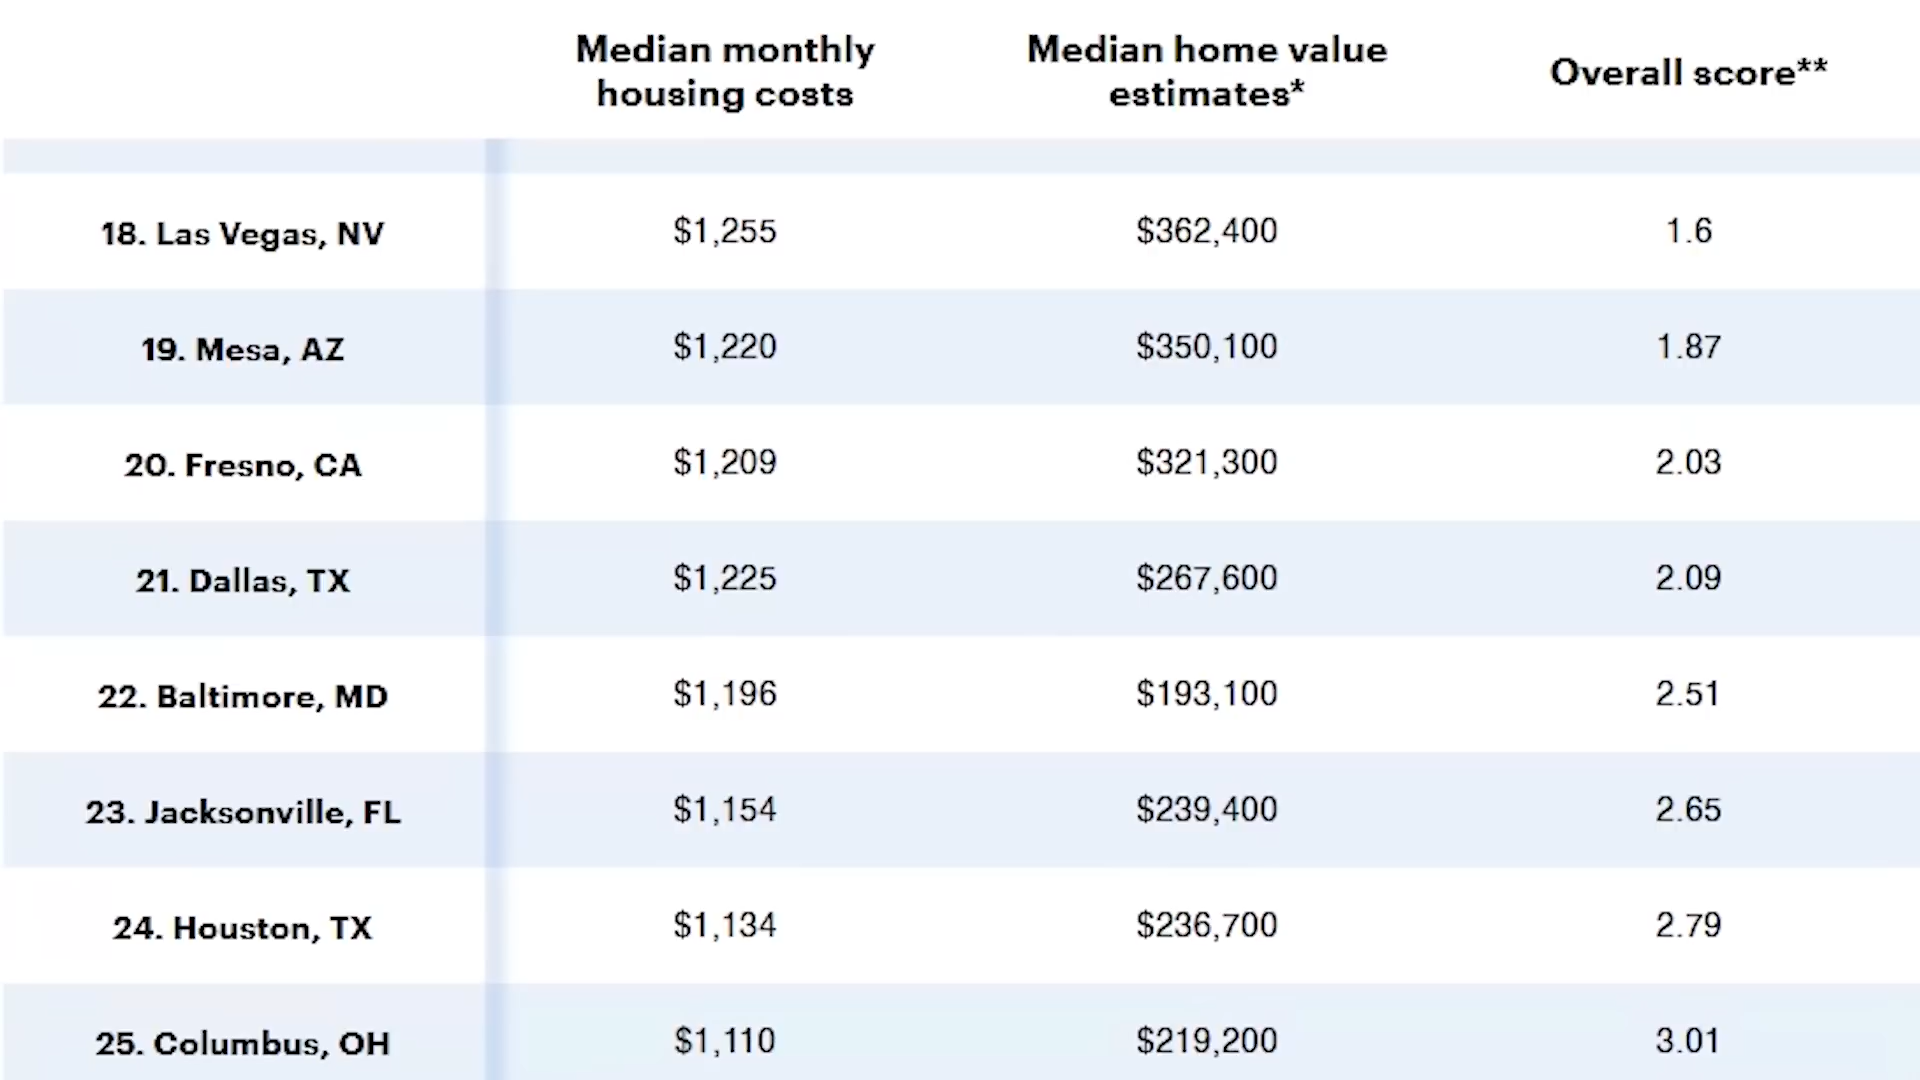 Median monthly housing costs
Median home value estimates*
Overall score**
18. Las Vegas, NV $1,255 $362,400 1.6
19. Mesa, AZ $1,220 $350,100 1.87
20. Fresno, CA $1,209 $321,300 2.03
21. Dallas, TX $1,225 $267,600 2.09
22. Baltimore, MD $1,196 $193,100 2.51
23. Jacksonville, FL $1,154 $239,400 2.65
24. Houston, TX $1,134 $236,700 2.79
25. Columbus, OH $1,110 $219,200 3.01